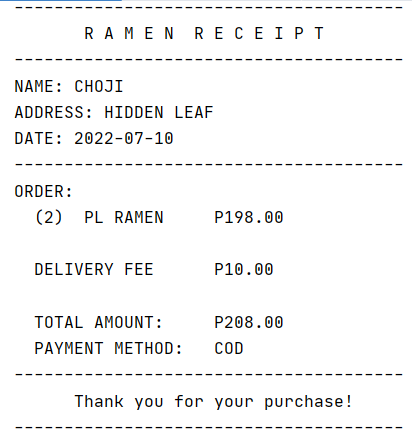 ---------------------------------------
R A M E N  R E C E I P T
---------------------------------------
NAME: CHOJI
ADDRESS: HIDDEN LEAF
DATE: 2022-07-10
---------------------------------------
ORDER:
(2)  PL RAMEN     P198.00
DELIVERY FEE      P10.00
TOTAL AMOUNT:     P208.00
PAYMENT METHOD:   COD
---------------------------------------
Thank you for your purchase!
---------------------------------------